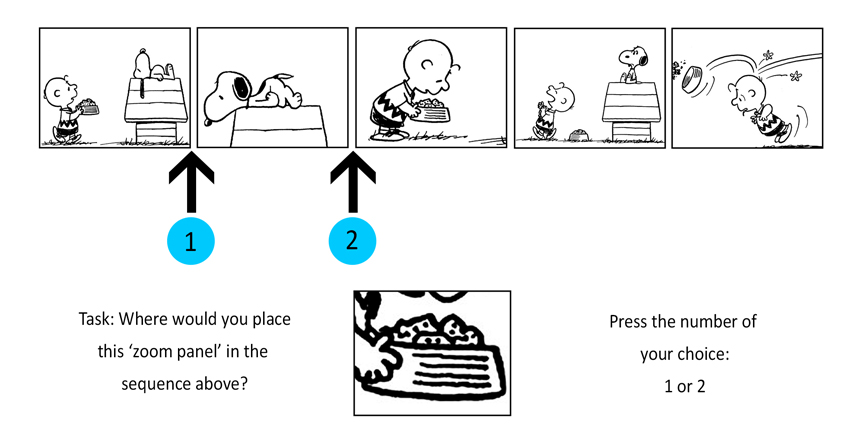 1
2
Task: Where would you place
this ‘zoom panel’ in the
sequence above?
Press the number of
your choice:
1 or 2